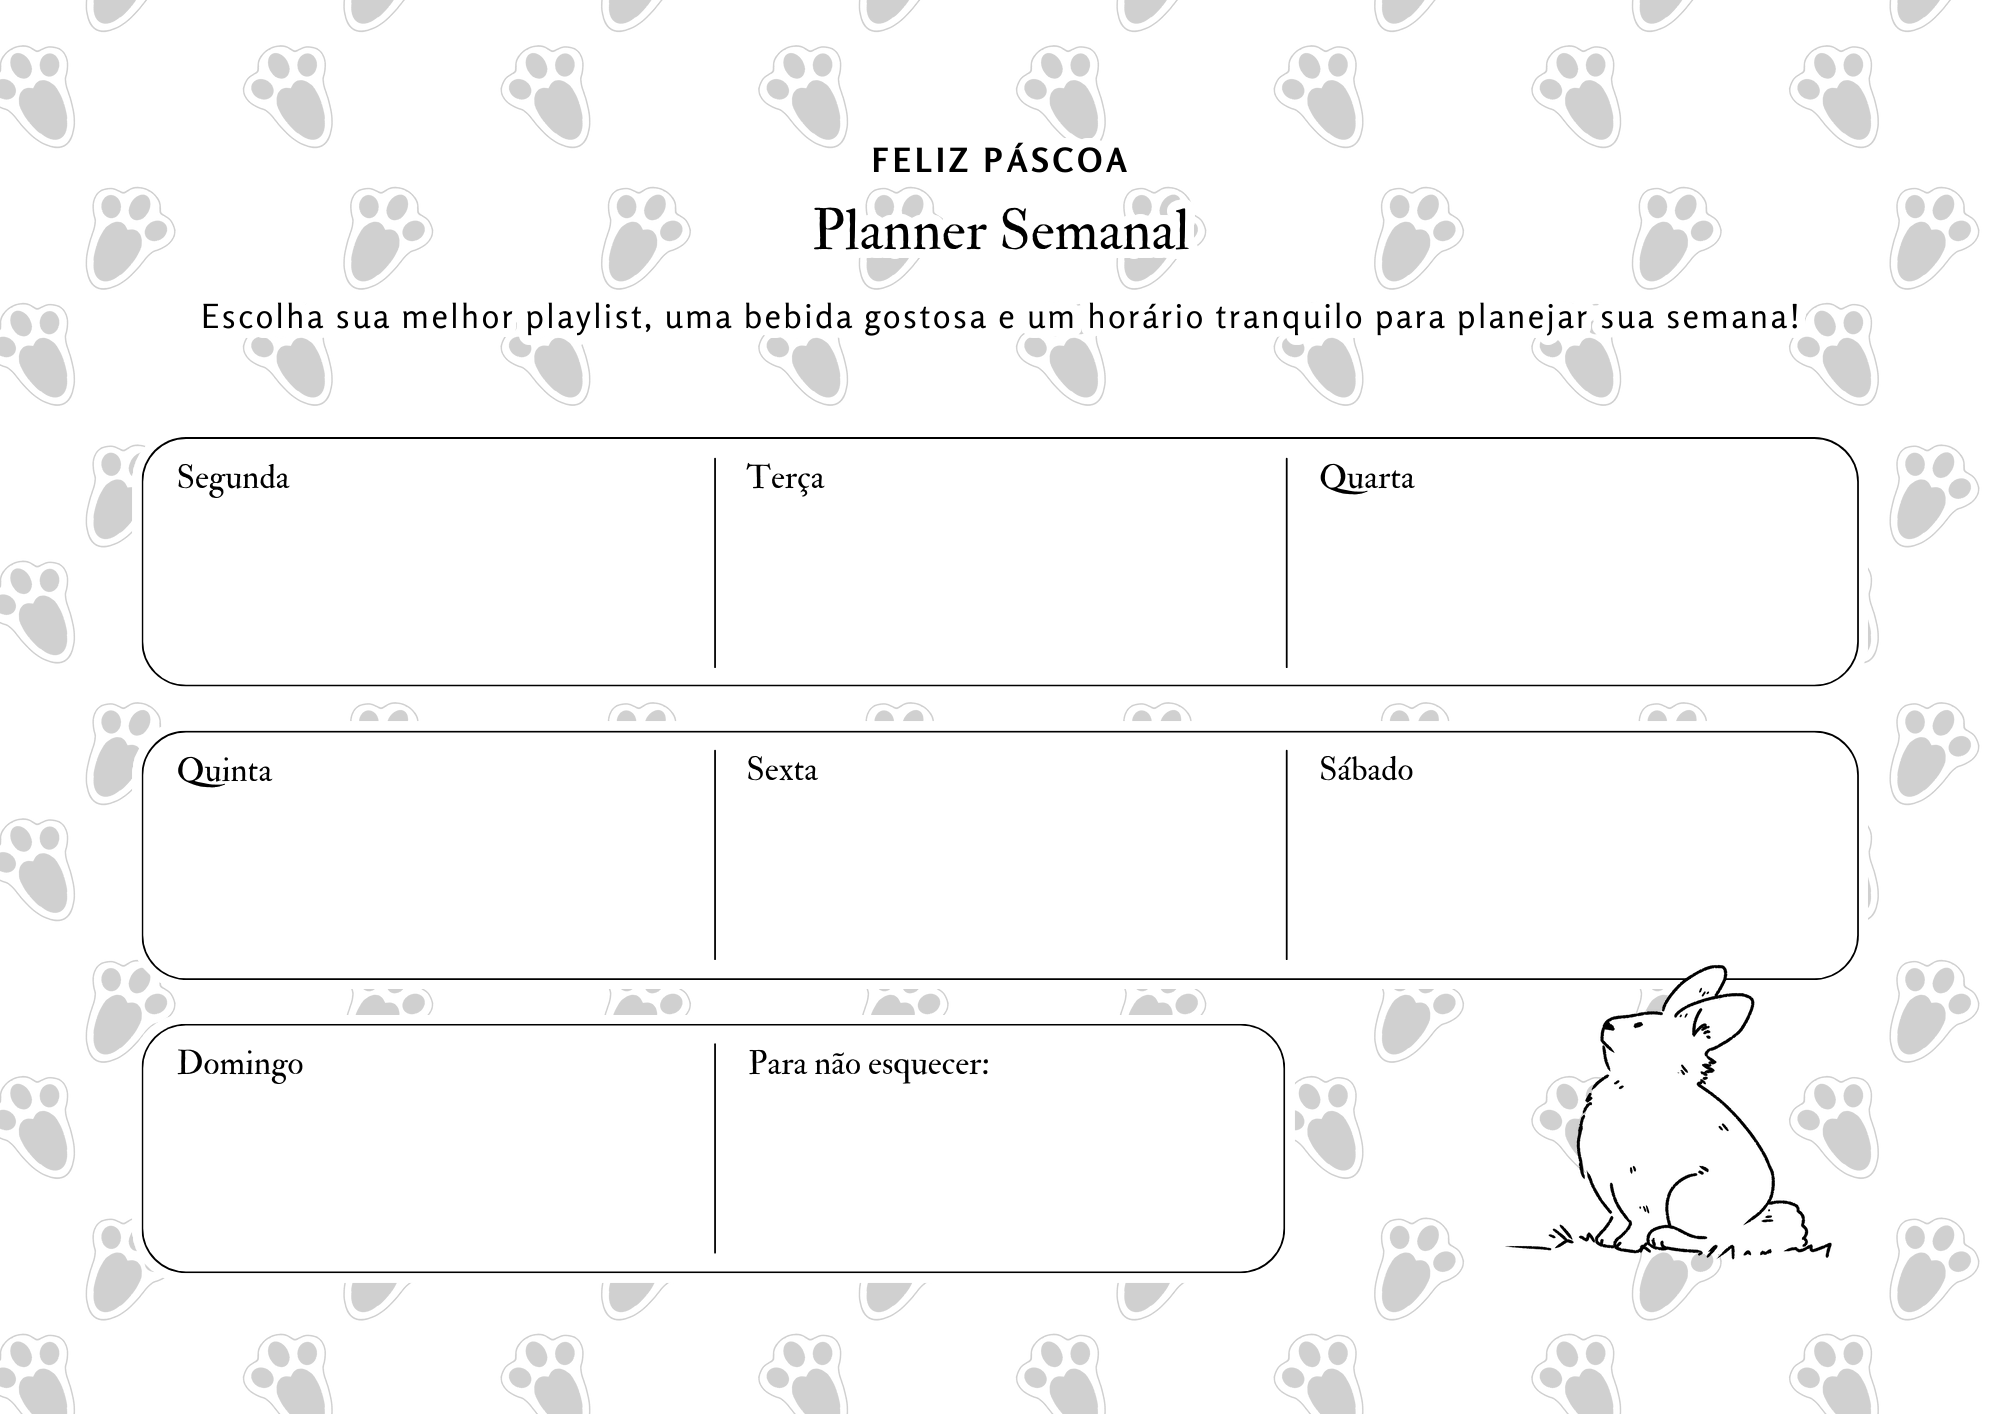 FELIZ PÁSCOA
Planner Semanal
Escolha sua melhor playlist, uma bebida gostosa e um horário tranquilo para planejar sua semana!
Segunda
Terça
Quarta
Quinta
Sexta
Sábado
Domingo
Para não esquecer: